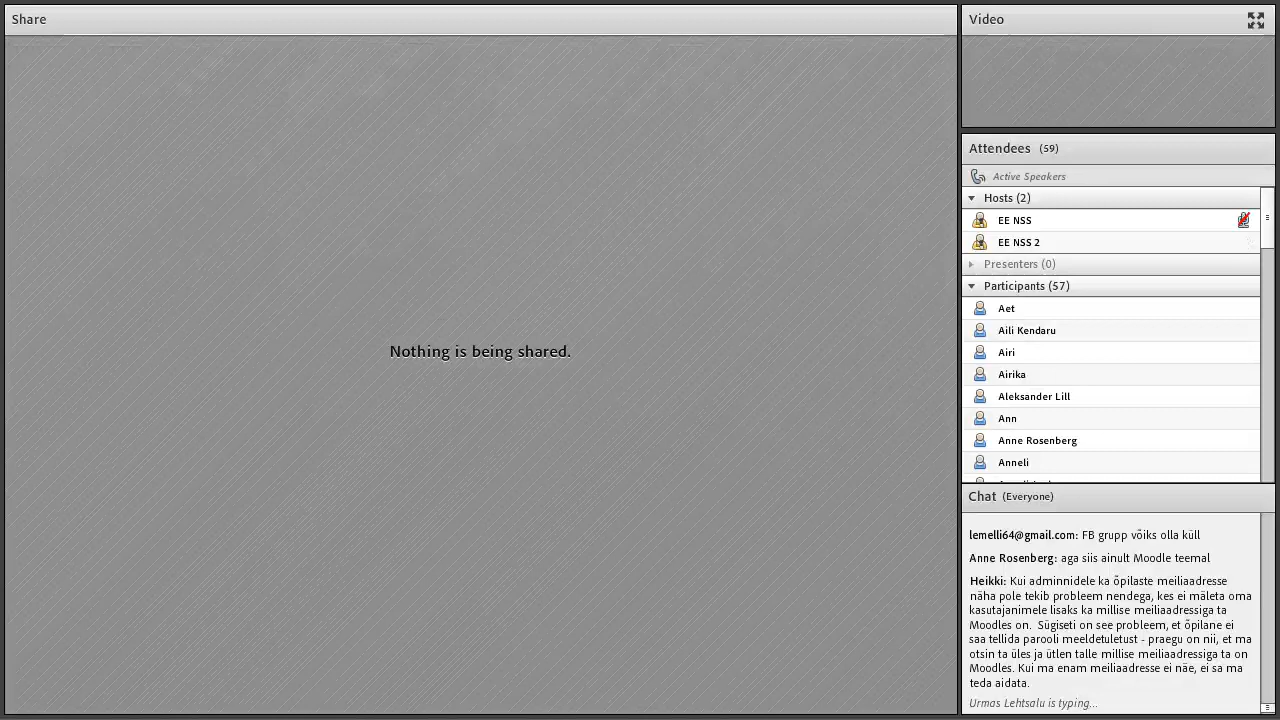 Share
Nothing is being shared.
Video
Attendees (59)
Active Speakers
Hosts (2)
EE NSS
EE NSS 2
Presenters (0)
Participants (57)
Aet
Aili Kendaru
Airi
Airika
Aleksander Lill
Ann
Anne Rosenberg
Anneli
Chat (Everyone)
lemelli64@gmail.com: FB grupp võiks olla küll
Anne Rosenberg: aga siis ainult Moodle teemal
Heikki: Kui adminnidele ka õpilaste meiliaadresse
näha pole tekib probleem nendega, kes ei mäleta oma
kasutajanimele lisaks ka millise meiliaadressiga ta
Moodles on. Sügiseti on see probleem, et õpilane ei
saa tellida parooli meeldetuletust - praegu on nii, et ma
otsin ta üles ja ütlen talle millise meiliaadressiga ta on
Moodles. Kui ma enam meiliaadresse ei näe, ei sa ma
teda aidata.
Urmas Lehtsalu is typing...